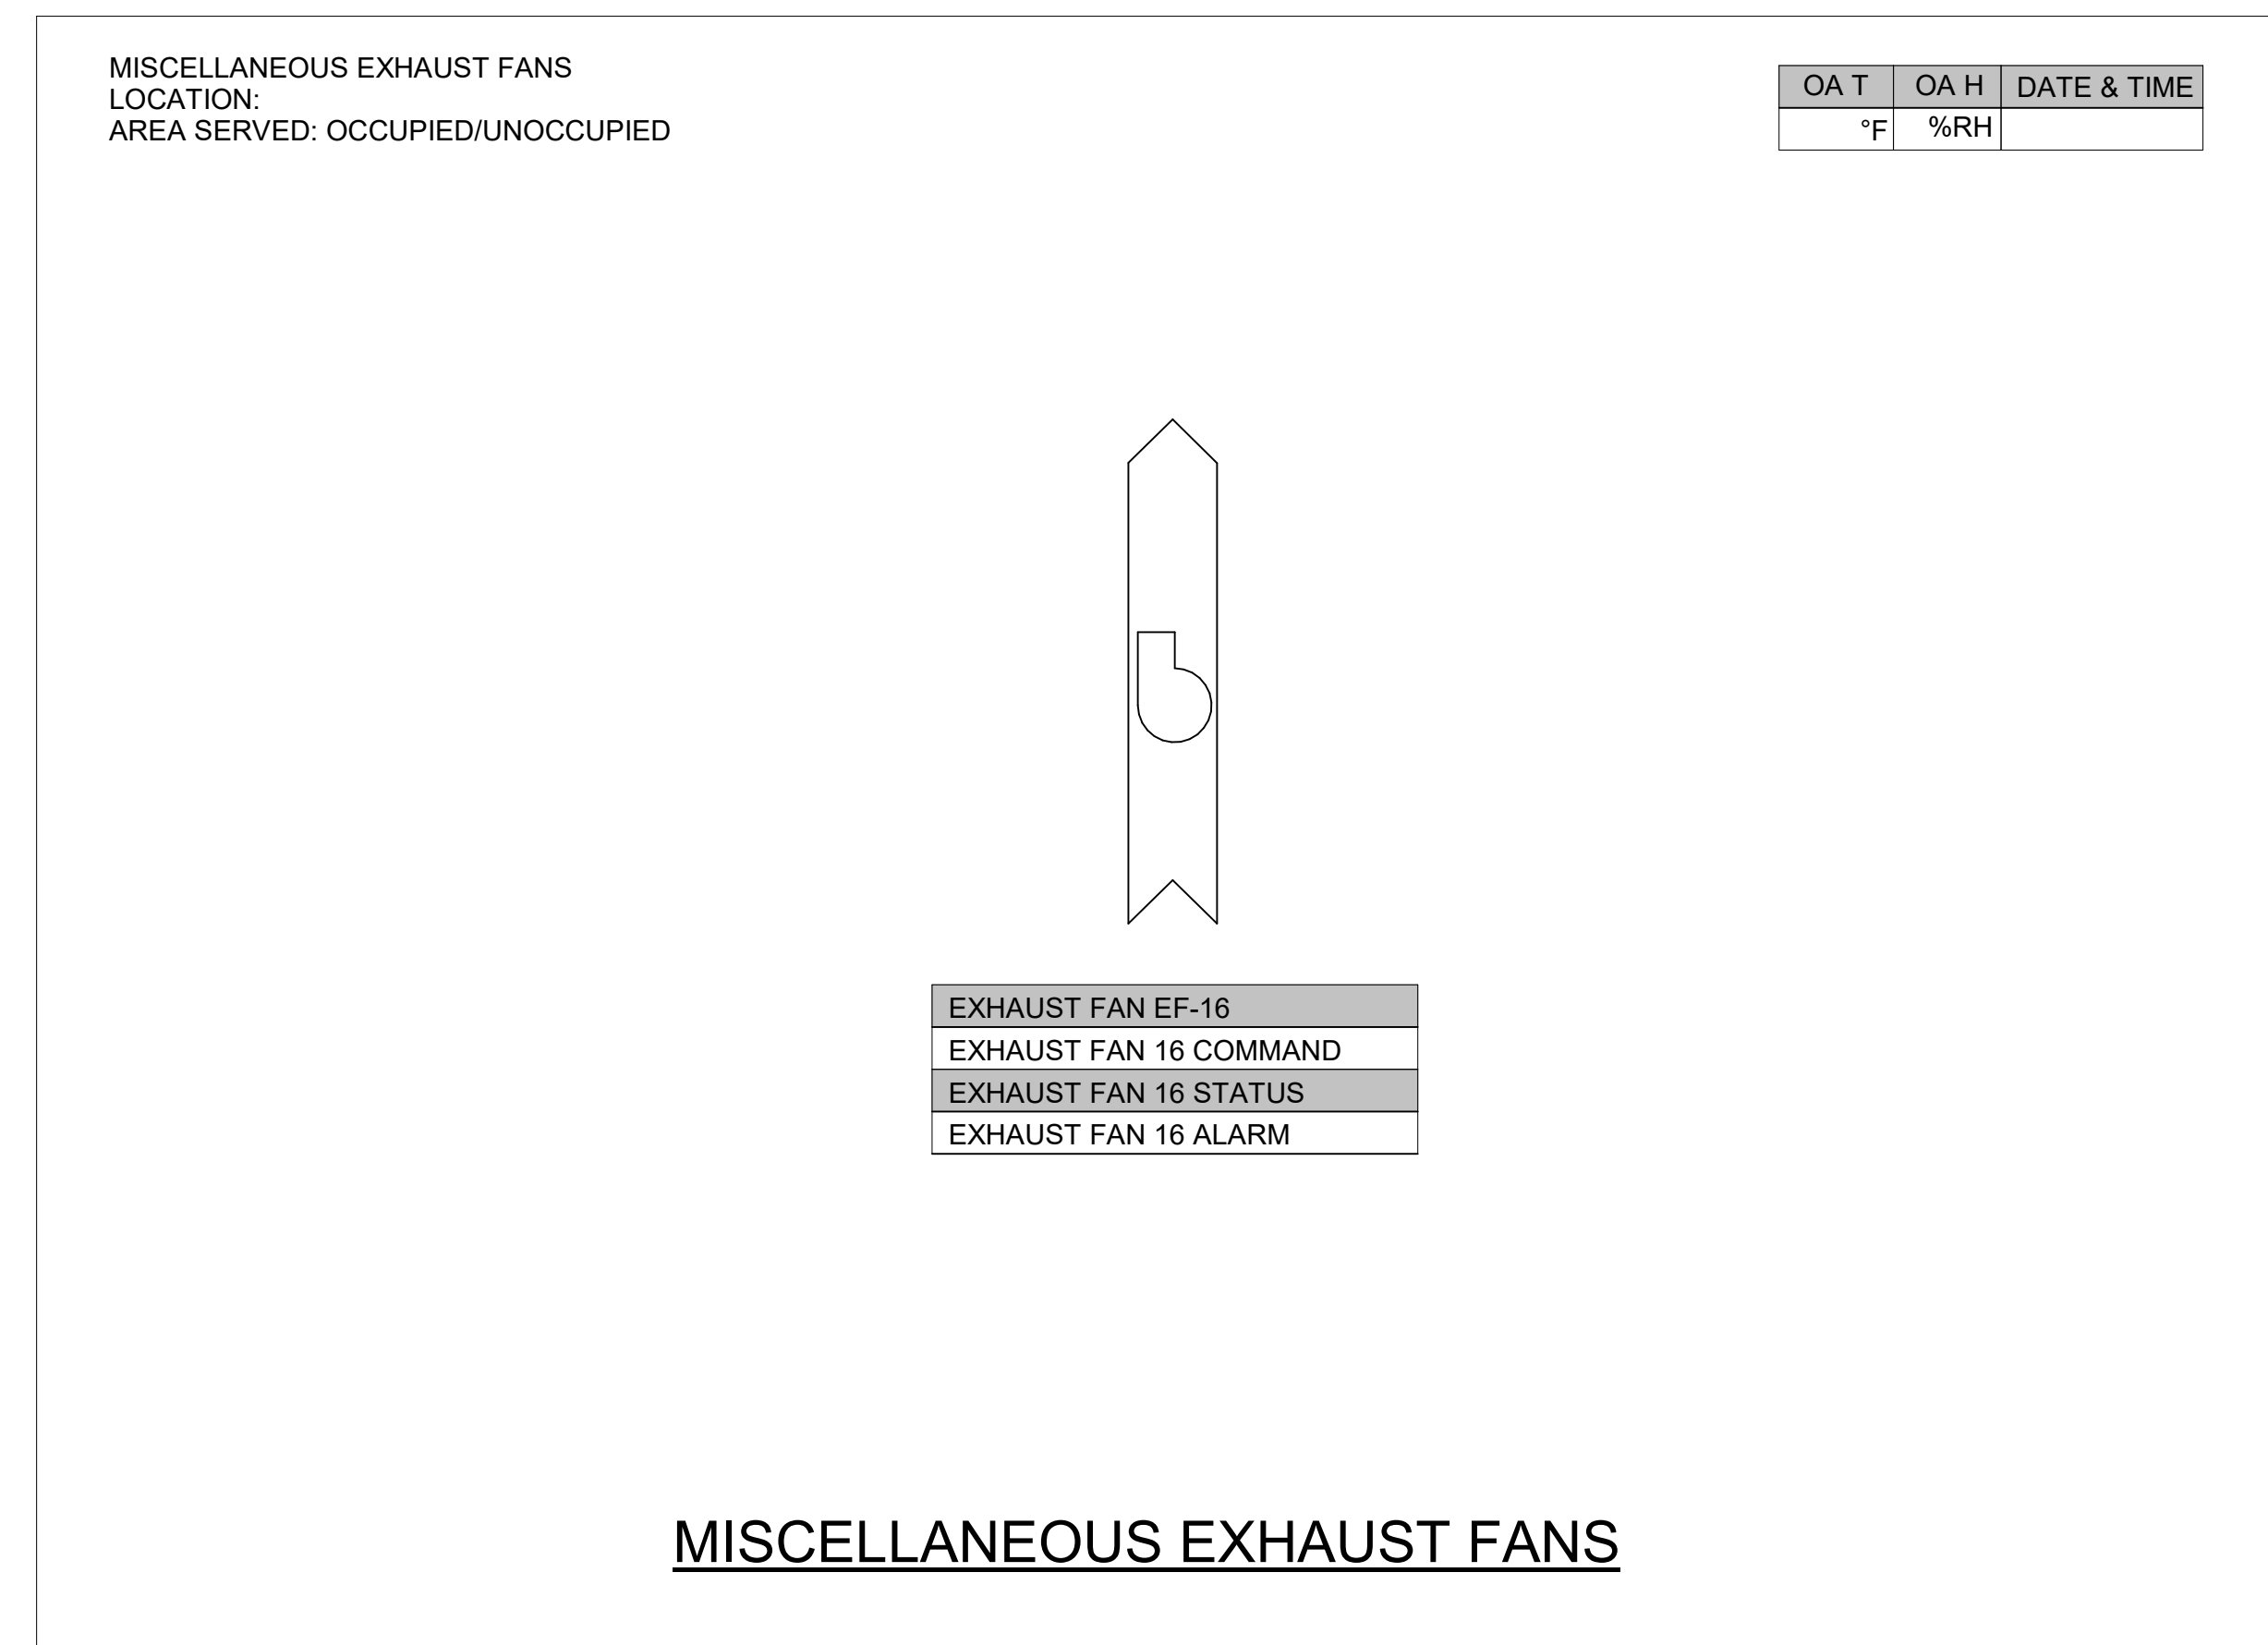 MISCELLANEOUS EXHAUST FANS
LOCATION:
AREA SERVED: OCCUPIED/UNOCCUPIED
OA T OA H DATE & TIME
°F %RH
EXHAUST FAN EF-16
EXHAUST FAN 16 COMMAND
EXHAUST FAN 16 STATUS
EXHAUST FAN 16 ALARM
MISCELLANEOUS EXHAUST FANS